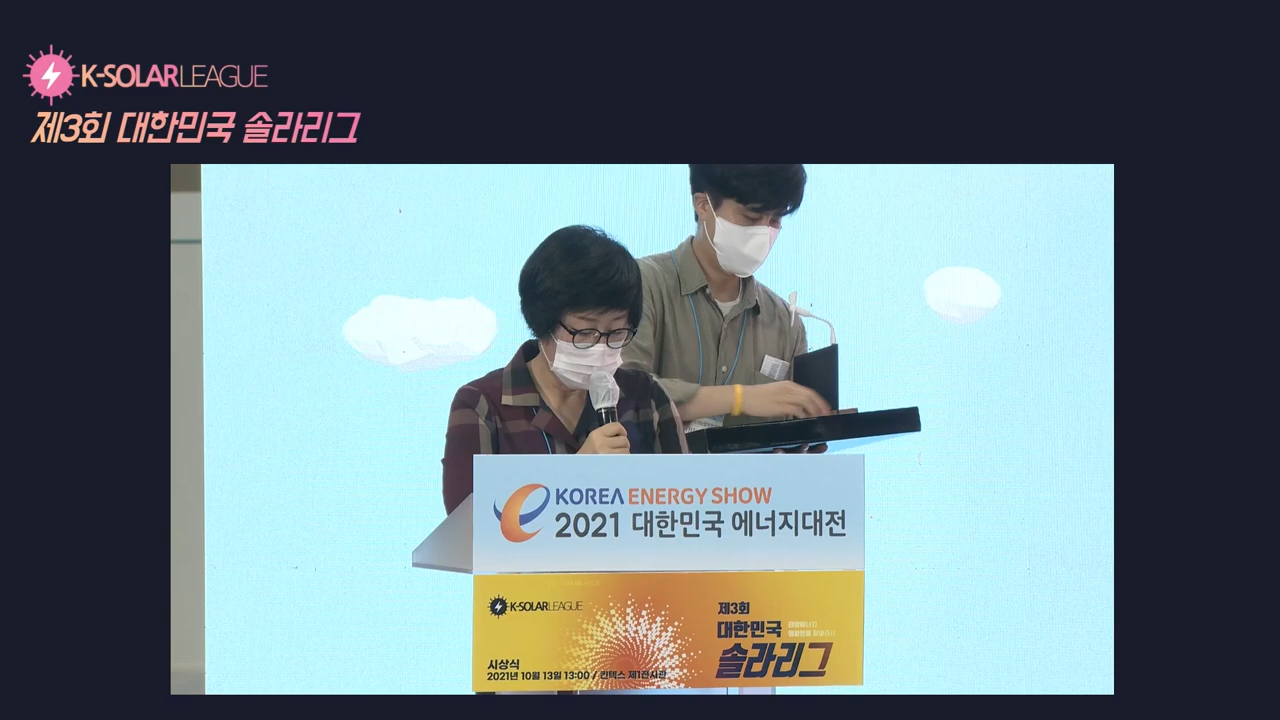 K-SOLARLEAGUE
제3회 대한민국 솔라리그
KOREA ENERGY SHOW
2021 대한민국 에너지대전
K-SOLARLEAGUE
제3회
대한민국
솔라리그
시상식
2021년 10월 13일 13:00 / 킨텍스 제1전시관